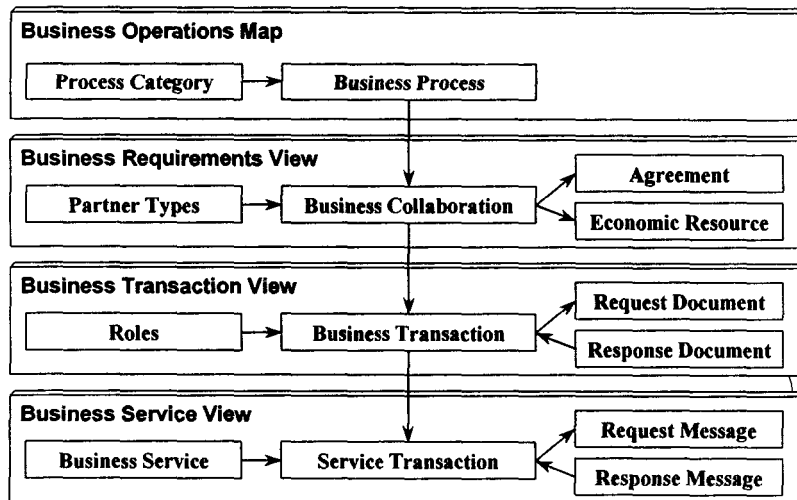 Business Operations Map
Process Category
Business Process
Business Requirements View
Partner Types
Business Collaboration
Agreement
Economic Resource
Business Transaction View
Roles
Business Transaction
Request Document
Response Document
Business Service View
Business Service
Service Transaction
Request Message
Response Message